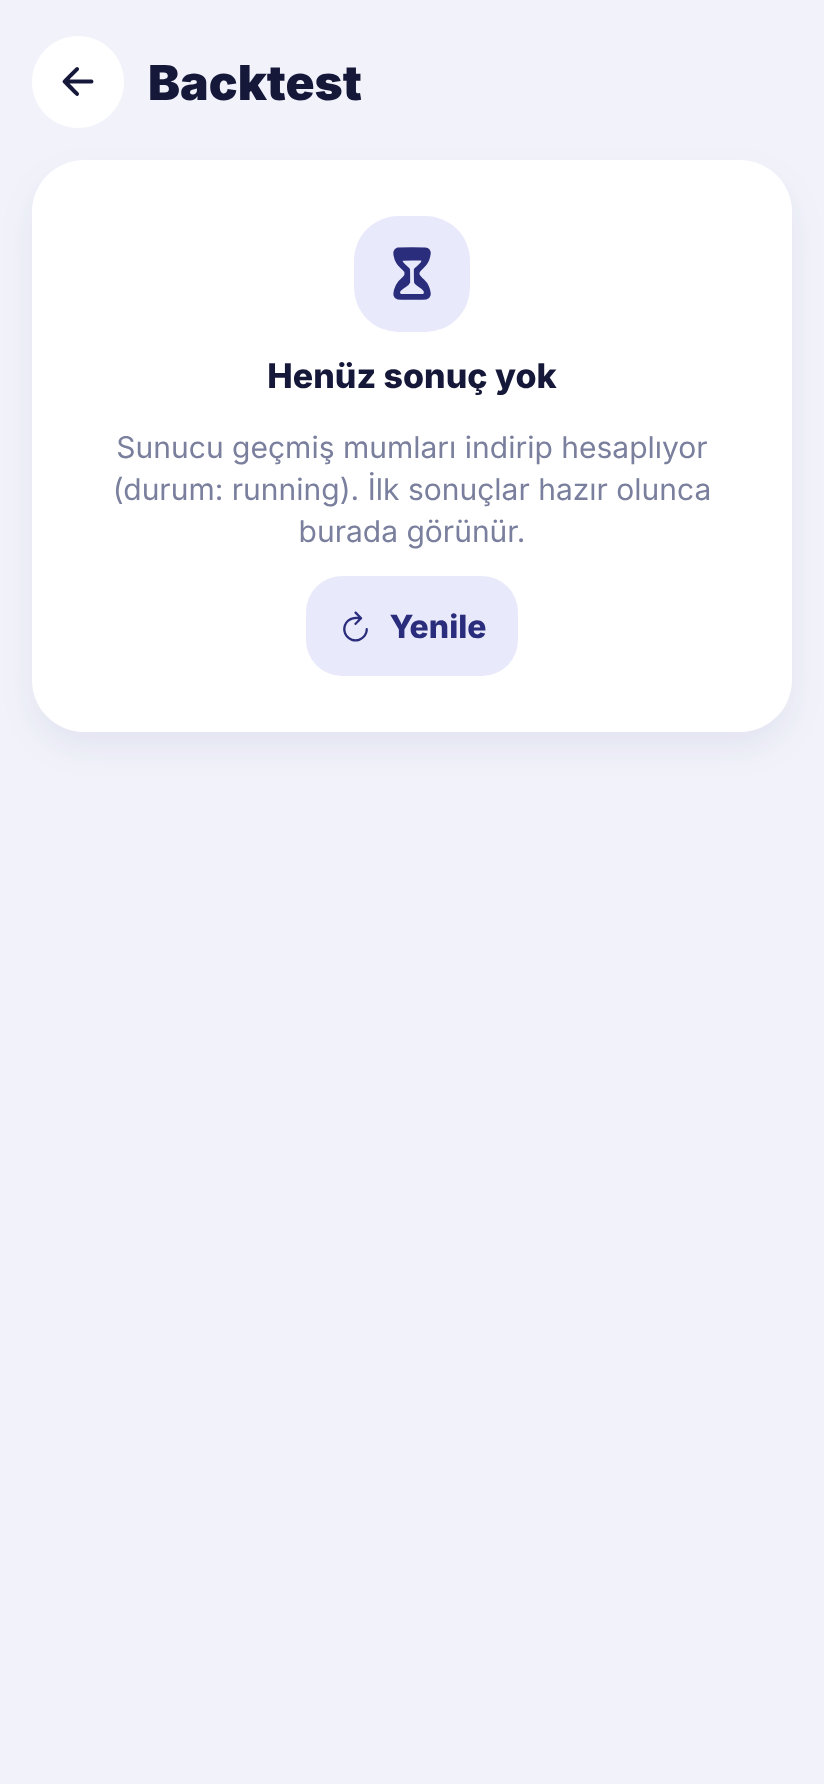 Backtest
Henüz sonuç yok
Sunucu geçmiş mumları indirip hesaplıyor
(durum: running). İlk sonuçlar hazır olunca
burada görünür.
Yenile